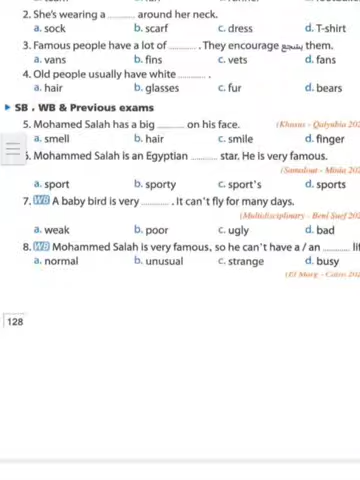 2. She's wearing a .......... around her neck.
a. sock b. scarf c. dress d. T-shirt
3. Famous people have a lot of .......... . They encourage يشجع them.
a. vans b. fins c. vets d. fans
4. Old people usually have white .......... .
a. hair b. glasses c. fur d. bears
SB, WB & Previous exams
5. Mohamed Salah has a big .......... on his face. (Khusus - Qalyubia 202
a. smell b. hair c. smile d. finger
6. Mohammed Salah is an Egyptian .......... star. He is very famous.
(Samalout - Minia 202
a. sport b. sporty c. sport's d. sports
7. WB A baby bird is very .......... . It can't fly for many days.
(Multidisciplinary - Beni Suef 202
a. weak b. poor c. ugly d. bad
8. WB Mohammed Salah is very famous, so he can't have a / an .......... li
a. normal b. unusual c. strange d. busy
(El Marg - Cairo 202
128